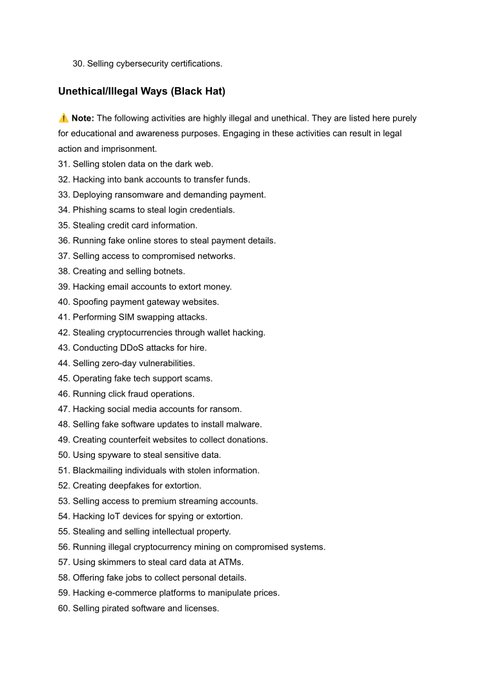 30. Selling cybersecurity certifications.
Unethical/Illegal Ways (Black Hat)
⚠️ Note: The following activities are highly illegal and unethical. They are listed here purely
for educational and awareness purposes. Engaging in these activities can result in legal
action and imprisonment.
31. Selling stolen data on the dark web.
32. Hacking into bank accounts to transfer funds.
33. Deploying ransomware and demanding payment.
34. Phishing scams to steal login credentials.
35. Stealing credit card information.
36. Running fake online stores to steal payment details.
37. Selling access to compromised networks.
38. Creating and selling botnets.
39. Hacking email accounts to extort money.
40. Spoofing payment gateway websites.
41. Performing SIM swapping attacks.
42. Stealing cryptocurrencies through wallet hacking.
43. Conducting DDoS attacks for hire.
44. Selling zero-day vulnerabilities.
45. Operating fake tech support scams.
46. Running click fraud operations.
47. Hacking social media accounts for ransom.
48. Selling fake software updates to install malware.
49. Creating counterfeit websites to collect donations.
50. Using spyware to steal sensitive data.
51. Blackmailing individuals with stolen information.
52. Creating deepfakes for extortion.
53. Selling access to premium streaming accounts.
54. Hacking IoT devices for spying or extortion.
55. Stealing and selling intellectual property.
56. Running illegal cryptocurrency mining on compromised systems.
57. Using skimmers to steal card data at ATMs.
58. Offering fake jobs to collect personal details.
59. Hacking e-commerce platforms to manipulate prices.
60. Selling pirated software and licenses.